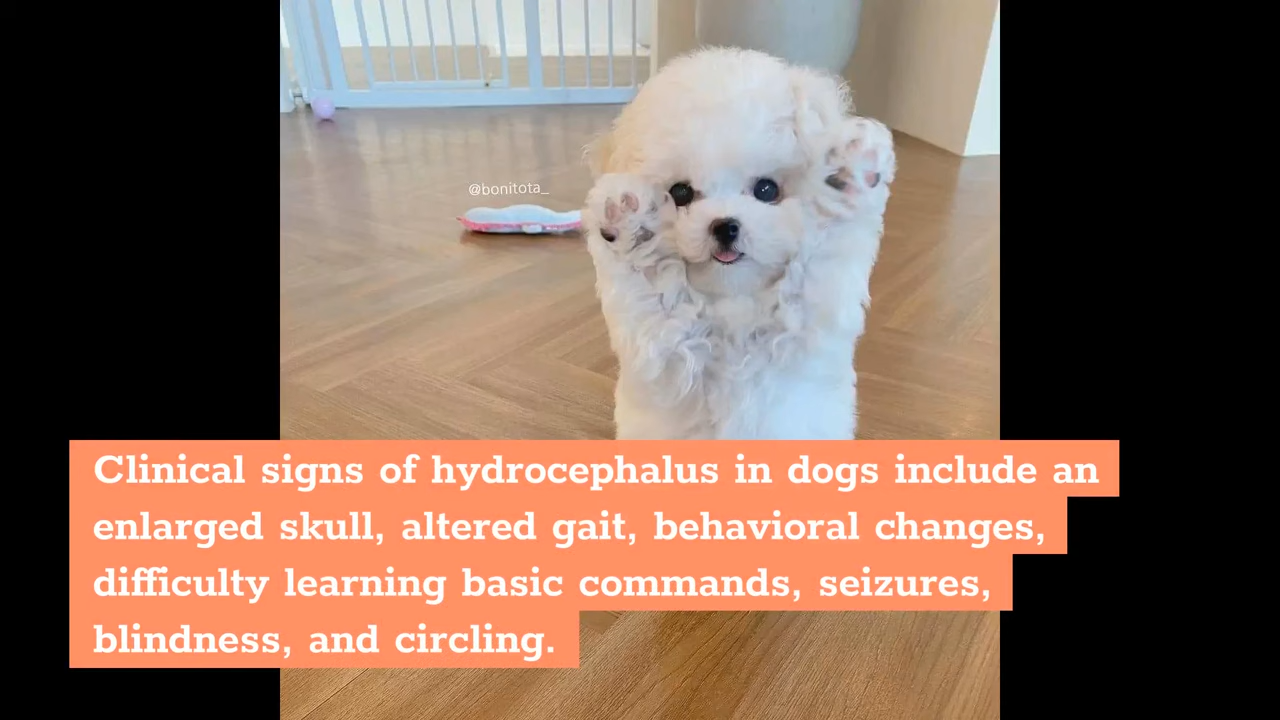 @bonitota_
Clinical signs of hydrocephalus in dogs include an
enlarged skull, altered gait, behavioral changes,
difficulty learning basic commands, seizures,
blindness, and circling.